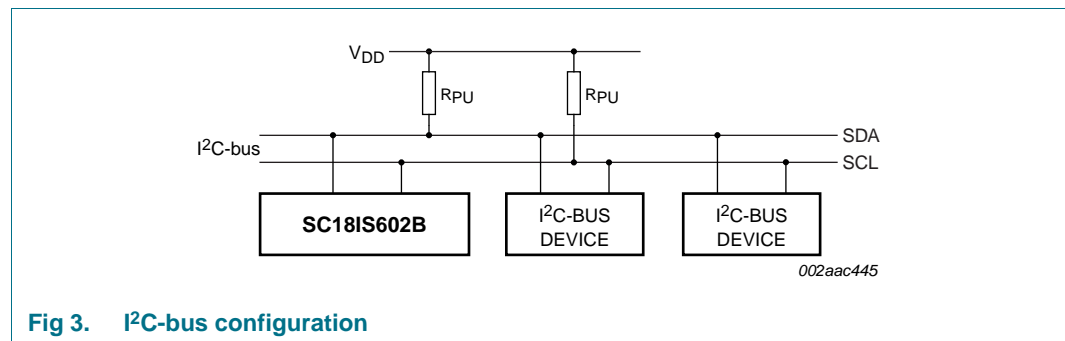 VDD
RPU
RPU
I2C-bus
SDA
SCL
SC18IS602B
I2C-BUS
DEVICE
I2C-BUS
DEVICE
002aac445
Fig 3. I2C-bus configuration